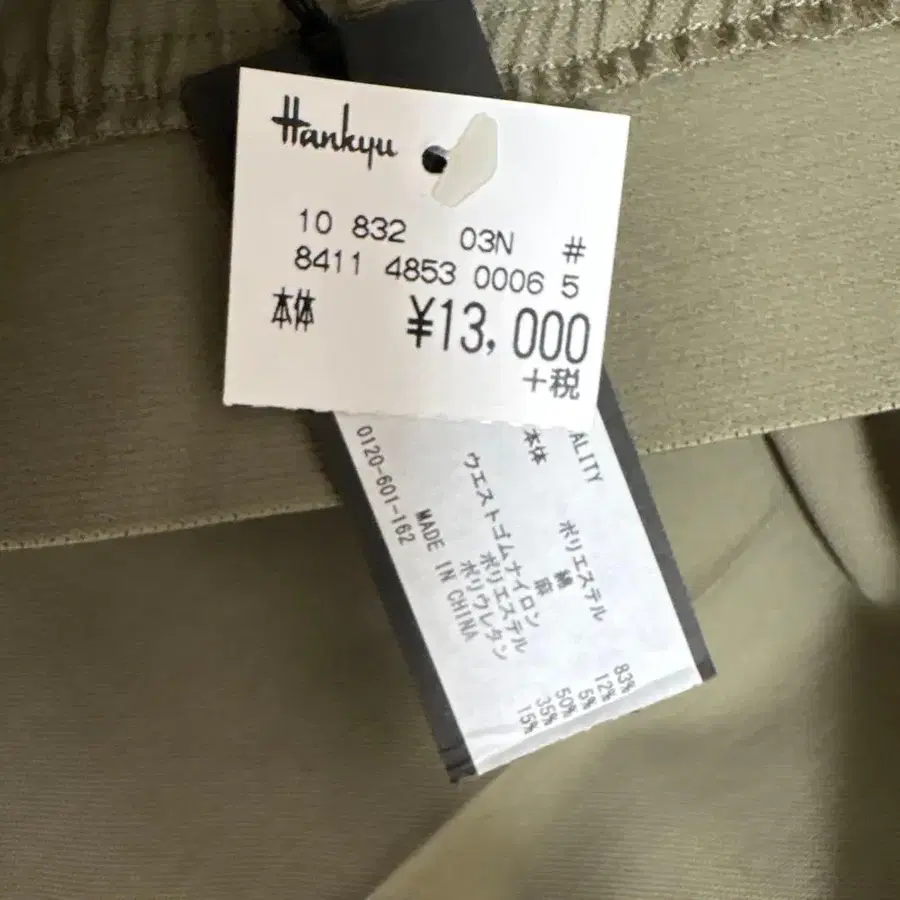 Hankyu
10 832 03N #
8411 4853 0006 5
本体 ¥13,000
+税
ALITY
本体 ポリエステル 83%
綿 12%
麻 5%
ウエストゴムナイロン 50%
ポリエステル 35%
ポリウレタン 15%
MADE IN CHINA
0120-601-162